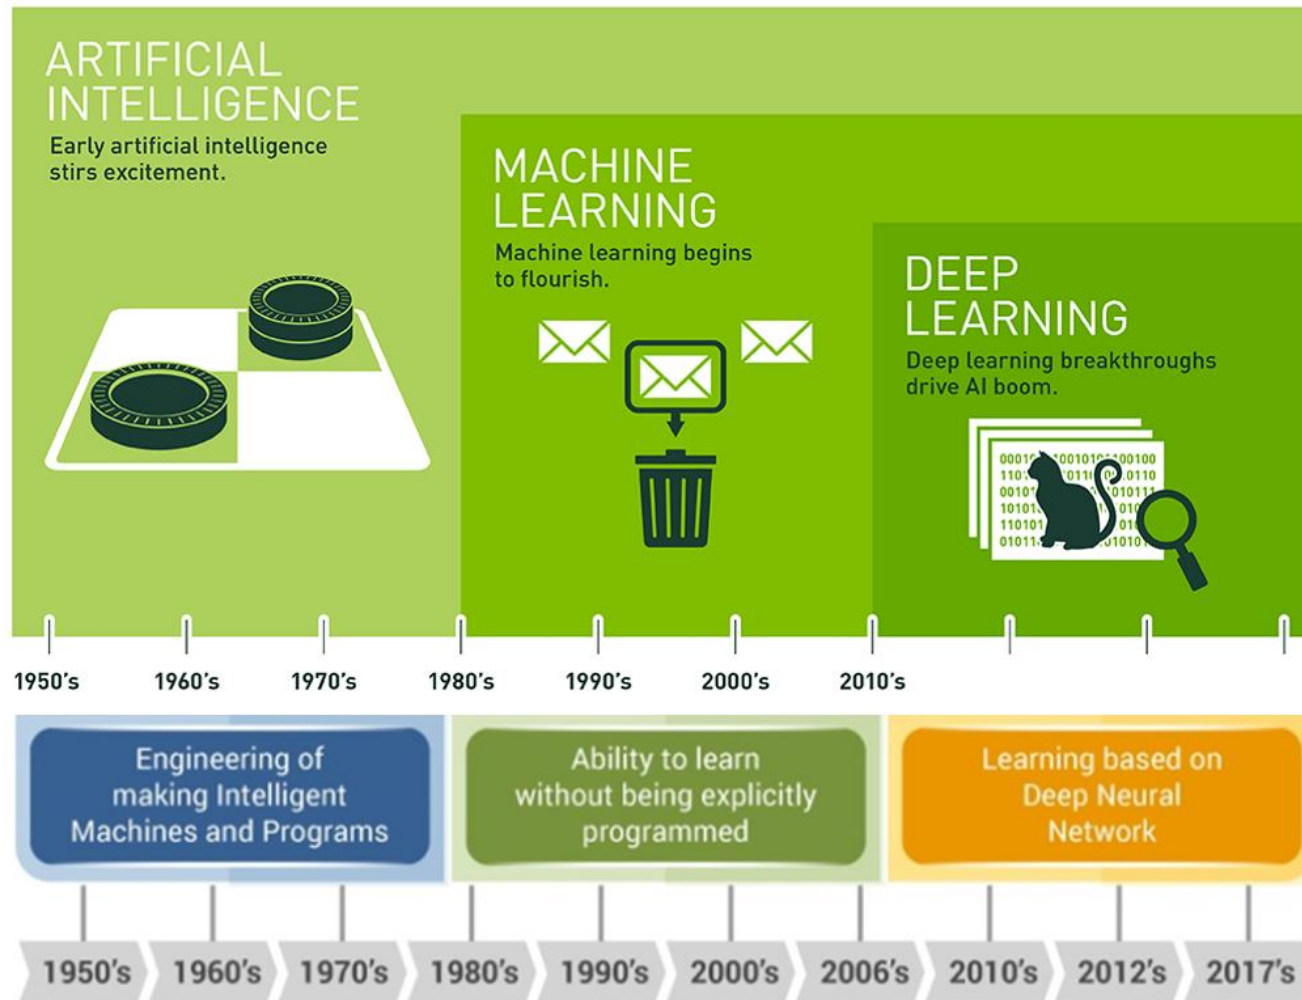 ARTIFICIAL
INTELLIGENCE
Early artificial intelligence
stirs excitement.
MACHINE
LEARNING
Machine learning begins
to flourish.
DEEP
LEARNING
Deep learning breakthroughs
drive AI boom.
1950's 1960's 1970's 1980's 1990's 2000's 2010's
Engineering of
making Intelligent
Machines and Programs
Ability to learn
without being explicitly
programmed
Learning based on
Deep Neural
Network
1950's 1960's 1970's 1980's 1990's 2000's 2006's 2010's 2012's 2017's